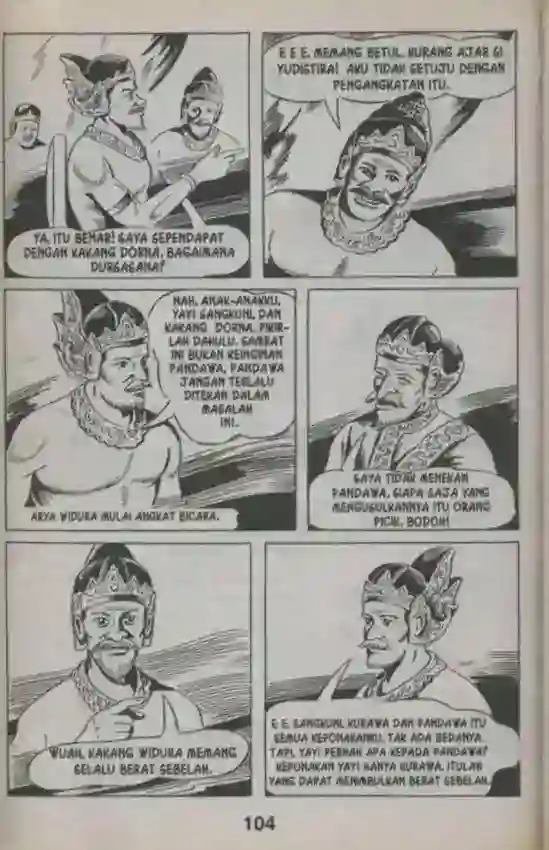 YA, ITU BENAR! SAYA SEPENDAPAT
DENGAN KAKANG DORNA. BAGAIMANA
DURSASANA?
E E E, MEMANG BETUL. KURANG AJAR SI
YUDISTIRA! AKU TIDAK SETUJU DENGAN
PENGANGKATAN ITU.
NAH, ANAK-ANAKKU,
YAYI SANGKUNI, DAN
KAKANG DORNA. PIKIR-
LAH DAHULU. SAMBAT
INI BUKAN KEINGINAN
PANDAWA, PANDAWA
JANGAN TERLALU
DITEKAN DALAM
MASALAH
INI.
ARYA WIDURA MULAI ANGKAT BICARA.
SAYA TIDAK MENEKAN
PANDAWA, SIAPA SAJA YANG
MENGUSULKANNYA ITU ORANG
PICIK, BODOH!
WUAH, KAKANG WIDURA MEMANG
SELALU BERAT SEBELAH.
E E, SANGKUNI, KURAWA DAN PANDAWA ITU
SEMUA KEPONAKANKU, TAK ADA BEDANYA.
TAPI, YAYI PERNAH APA KEPADA PANDAWA?
KEPONAKAN YAYI HANYA KURAWA. ITULAH
YANG DAPAT MENIMBULKAN BERAT SEBELAH.
104